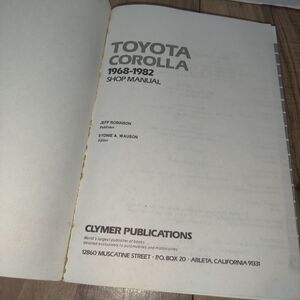 TOYOTA
COROLLA
1968-1982
SHOP MANUAL
JEFF ROBINSON
Publisher
SYDNIE A. WAUSON
Editor
CLYMER PUBLICATIONS
World's largest publisher of books
devoted exclusively to automobiles and motorcycles
12860 MUSCATINE STREET · P.O. BOX 20 · ARLETA, CALIFORNIA 91331